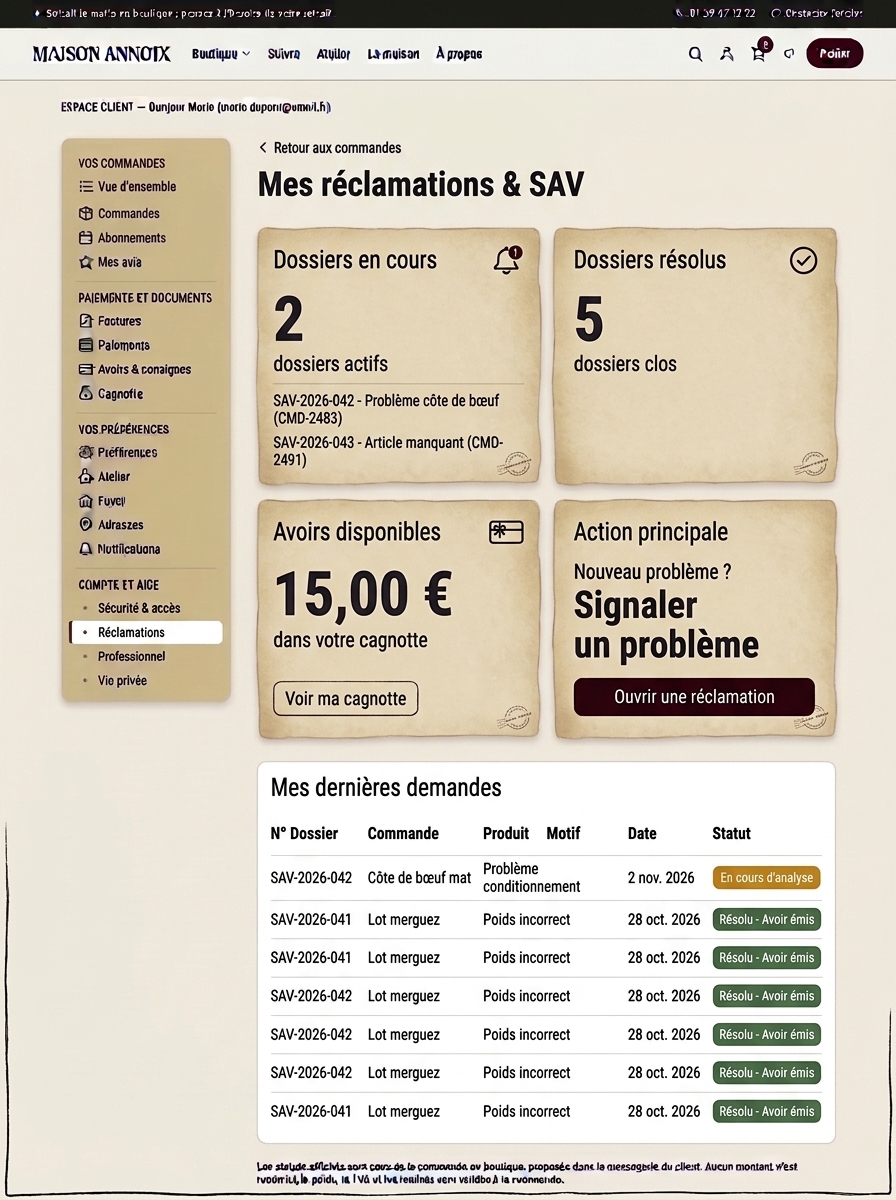 MAISON ANNOIX
À propos
ESPACE CLIENT —
VOS COMMANDES
Vue d'ensemble
Commandes
Abonnements
Mes avia
Factures
Avoirs &
Atelier
Sécurité & accès
Réclamations
Professionnel
Vie privée
Retour aux commandes
Mes réclamations & SAV
Dossiers en cours
1
2
dossiers actifs
SAV-2026-042 - Problème côte de bœuf
(CMD-2483)
SAV-2026-043 - Article manquant (CMD-
2491)
Dossiers résolus
5
dossiers clos
Avoirs disponibles
15,00 €
dans votre cagnotte
Voir ma cagnotte
Action principale
Nouveau problème ?
Signaler
un problème
Ouvrir une réclamation
Mes dernières demandes
N° Dossier Commande Produit Motif Date Statut
SAV-2026-042 Côte de bœuf mat Problème
conditionnement 2 nov. 2026 En cours d'analyse
SAV-2026-041 Lot merguez Poids incorrect 28 oct. 2026 Résolu - Avoir émis
SAV-2026-041 Lot merguez Poids incorrect 28 oct. 2026 Résolu - Avoir émis
SAV-2026-042 Lot merguez Poids incorrect 28 oct. 2026 Résolu - Avoir émis
SAV-2026-042 Lot merguez Poids incorrect 28 oct. 2026 Résolu - Avoir émis
SAV-2026-042 Lot merguez Poids incorrect 28 oct. 2026 Résolu - Avoir émis
SAV-2026-041 Lot merguez Poids incorrect 28 oct. 2026 Résolu - Avoir émis
boutique, proposée dans la du client. Aucun montant